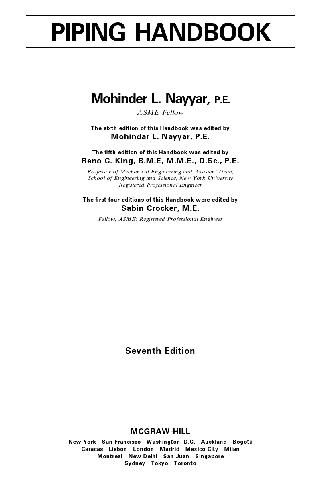 PIPING HANDBOOK
Mohinder L. Nayyar, P.E.
ASME Fellow
The sixth edition of this Handbook was edited by
Mohinder L. Nayyar, P.E.
The fifth edition of this Handbook was edited by
Reno C. King, B.M.E, M.M.E., D.Sc., P.E.
Professor of Mechanical Engineering and Assistant Dean,
School of Engineering and Science, New York University
Registered Professional Engineer
The first four editions of this Handbook were edited by
Sabin Crocker, M.E.
Fellow, ASME: Registered Professional Engineer
Seventh Edition
MCGRAW-HILL
New York San Francisco Washington, D.C. Auckland Bogotá
Caracas Lisbon London Madrid Mexico City Milan
Montreal New Delhi San Juan Singapore
Sydney Tokyo Toronto